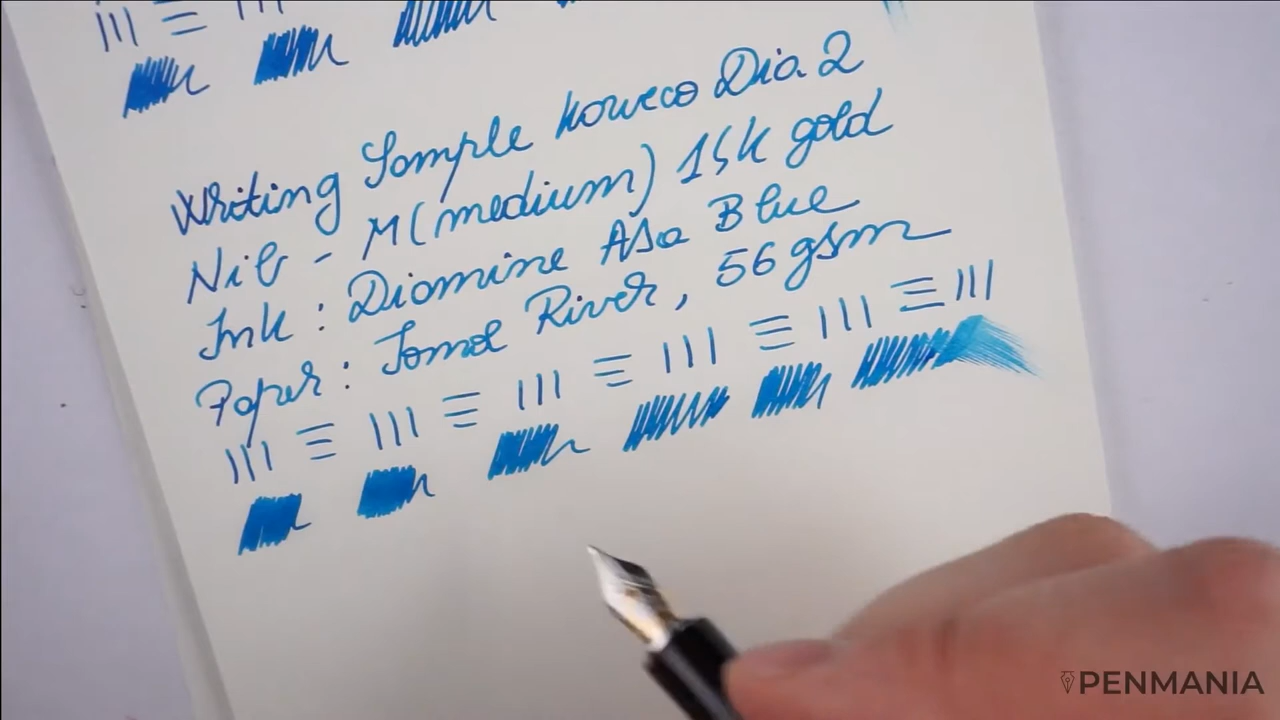 Writing Sample Kaweco Dia. 2
Nib - M (medium) 14k gold
Ink : Diamine ASA Blue
Paper : Tomoe River, 56 gsm
PENMANIA